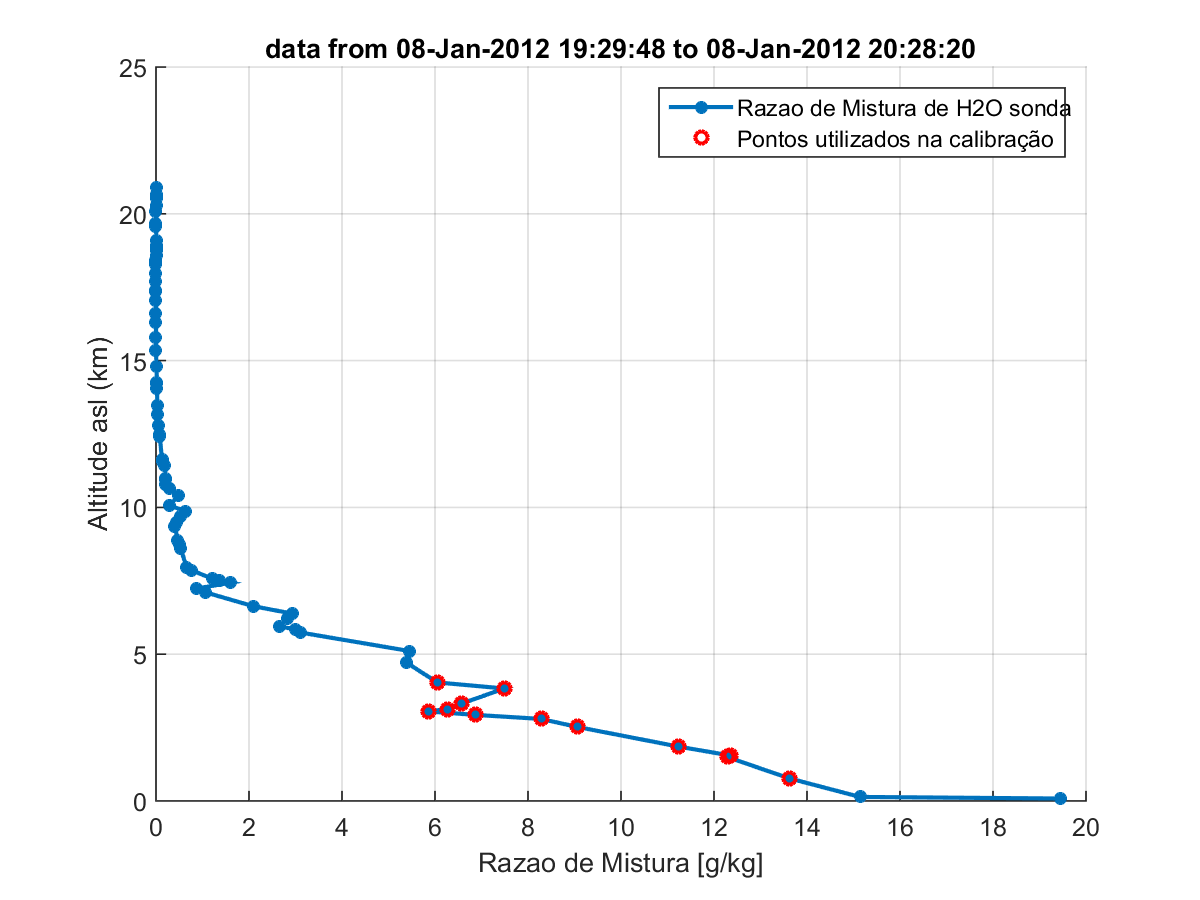 data from 08-Jan-2012 19:29:48 to 08-Jan-2012 20:28:20
Razao de Mistura de H2O sonda
Pontos utilizados na calibração
25
20
15
10
5
0
Altitude asl (km)
0 2 4 6 8 10 12 14 16 18 20
Razao de Mistura [g/kg]